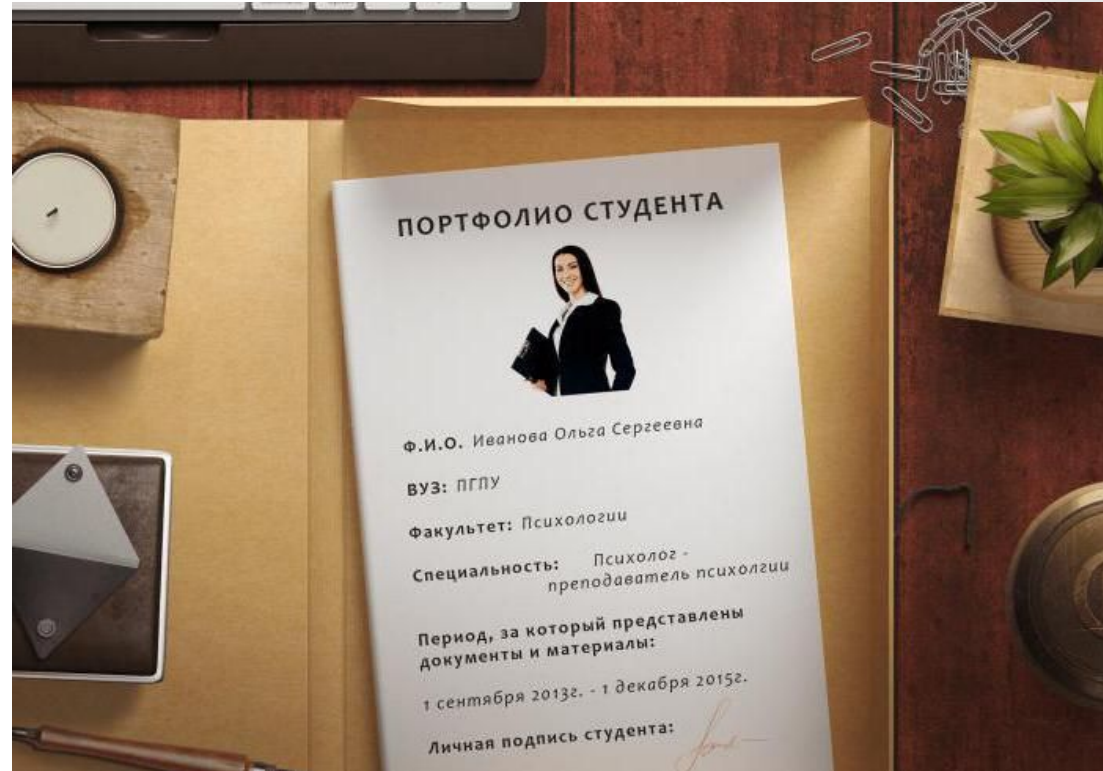 ПОРТФОЛИО СТУДЕНТА
Ф.И.О. Иванова Ольга Сергеевна
ВУЗ: ПГПУ
Факультет: Психологии
Специальность: Психолог -
преподаватель психолгии
Период, за который представлены
документы и материалы:
1 сентября 2013г. - 1 декабря 2015г.
Личная подпись студента: